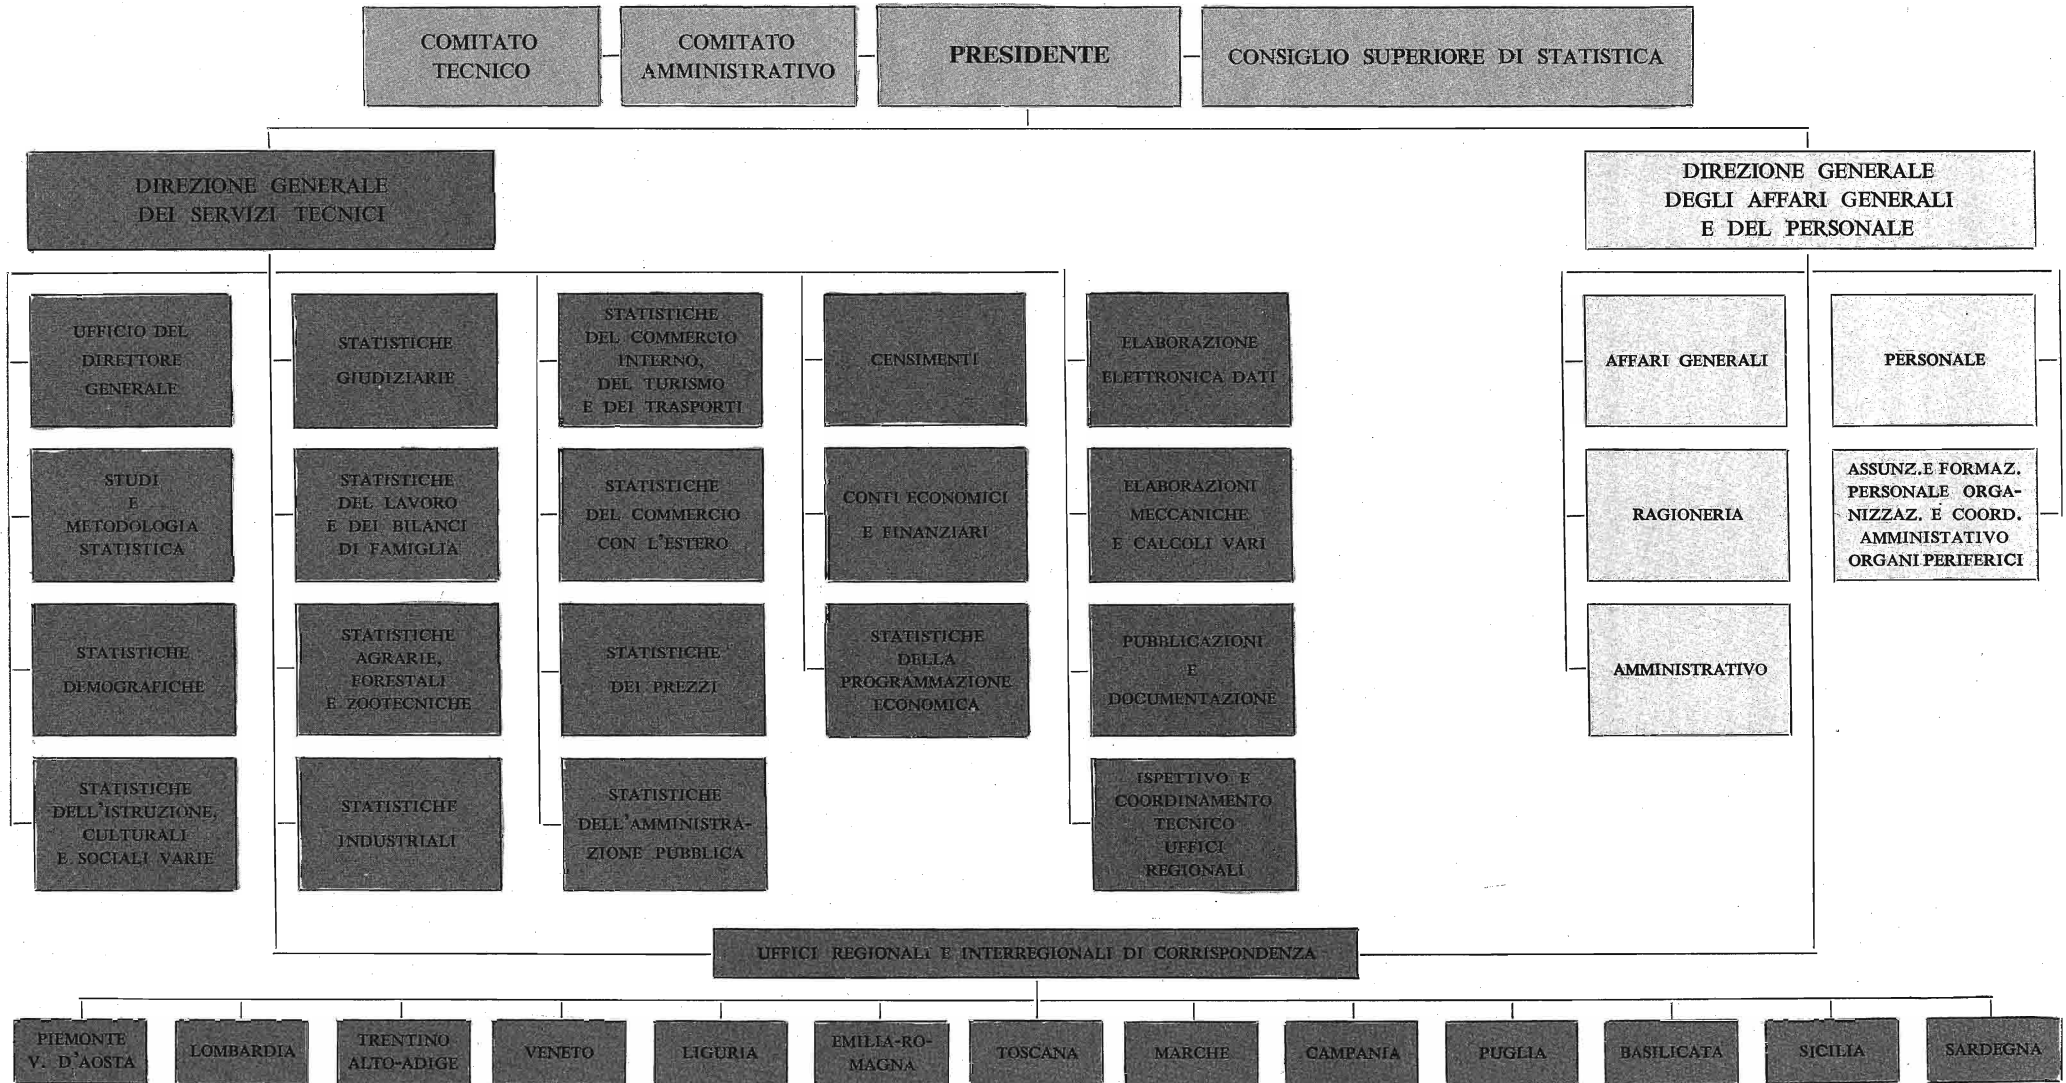 COMITATO
TECNICO
COMITATO
AMMINISTRATIVO
PRESIDENTE
CONSIGLIO SUPERIORE DI STATISTICA
DIREZIONE GENERALE
DEI SERVIZI TECNICI
DIREZIONE GENERALE
DEGLI AFFARI GENERALI
E DEL PERSONALE
UFFICIO DEL
DIRETTORE
GENERALE
STATISTICHE
GIUDIZIARIE
STATISTICHE
DEL COMMERCIO
INTERNO,
DEL TURISMO
E DEI TRASPORTI
CENSIMENTI
ELABORAZIONE
ELETTRONICA DATI
AFFARI GENERALI
PERSONALE
STUDI
E
METODOLOGIA
STATISTICA
STATISTICHE
DEL LAVORO
E DEI BILANCI
DI FAMIGLIA
STATISTICHE
DEL COMMERCIO
CON L'ESTERO
CONTI ECONOMICI
E FINANZIARI
ELABORAZIONI
MECCANICHE
E CALCOLI VARI
RAGIONERIA
ASSUNZ. E FORMAZ.
PERSONALE ORGA-
NIZZAZ. E COORD.
AMMINISTATIVO
ORGANI PERIFERICI
STATISTICHE
DEMOGRAFICHE
STATISTICHE
AGRARIE,
FORESTALI
E ZOOTECNICHE
STATISTICHE
DEI PREZZI
STATISTICHE
DELLA
PROGRAMMAZIONE
ECONOMICA
PUBBLICAZIONI
E
DOCUMENTAZIONE
AMMINISTRATIVO
STATISTICHE
DELL'ISTRUZIONE,
CULTURALI
E SOCIALI VARIE
STATISTICHE
INDUSTRIALI
STATISTICHE
DELL'AMMINISTRA-
ZIONE PUBBLICA
ISPETTIVO E
COORDINAMENTO
TECNICO
UFFICI
REGIONALI
UFFICI REGIONALI E INTERREGIONALI DI CORRISPONDENZA
PIEMONTE
V. D'AOSTA
LOMBARDIA
TRENTINO
ALTO-ADIGE
VENETO
LIGURIA
EMILIA-RO-
MAGNA
TOSCANA
MARCHE
CAMPANIA
PUGLIA
BASILICATA
SICILIA
SARDEGNA